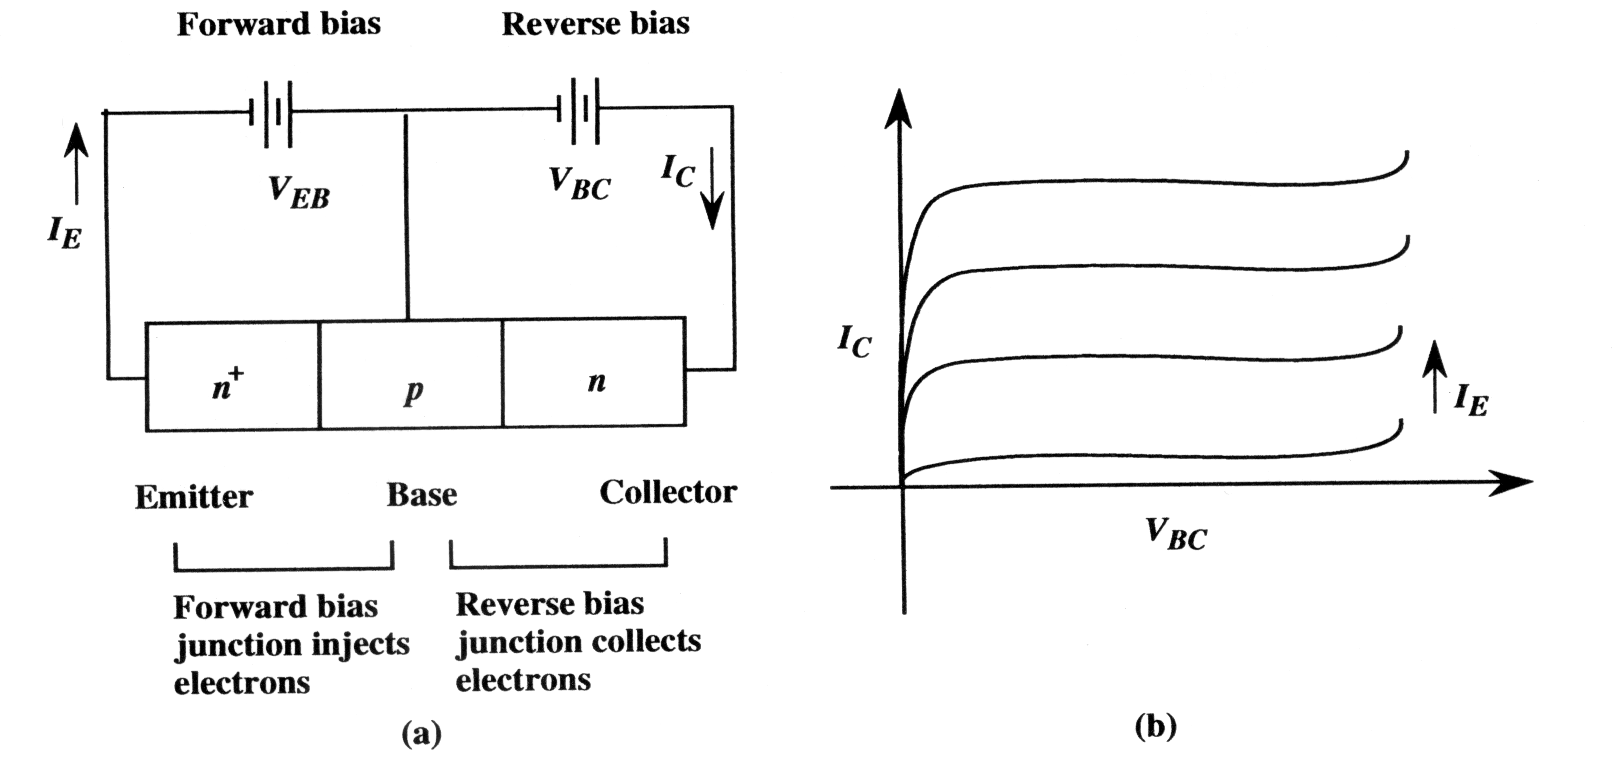 Forward bias
Reverse bias
V_EB
V_BC
I_C
I_E
n⁺
p
n
Emitter
Base
Collector
Forward bias
junction injects
electrons
Reverse bias
junction collects
electrons
(a)
I_C
I_E
V_BC
(b)